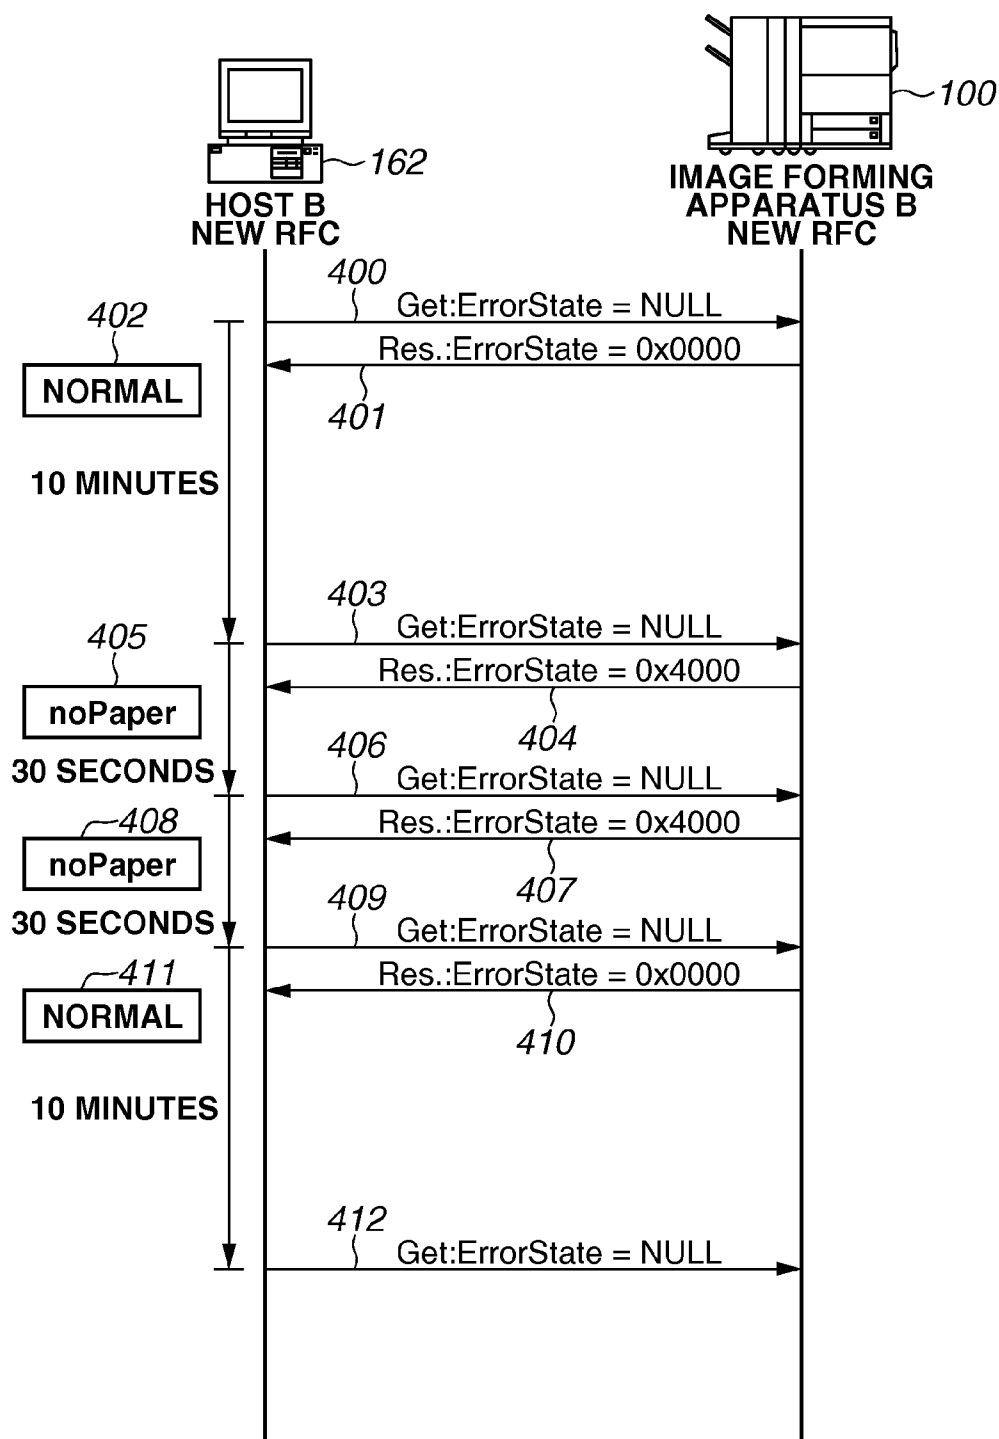 100
162
HOST B
NEW RFC
IMAGE FORMING
APPARATUS B
NEW RFC
400
Get:ErrorState = NULL
402
Res.:ErrorState = 0x0000
NORMAL
401
10 MINUTES
403
Get:ErrorState = NULL
405
Res.:ErrorState = 0x4000
noPaper
404
406
30 SECONDS
Get:ErrorState = NULL
408
Res.:ErrorState = 0x4000
noPaper
407
409
30 SECONDS
Get:ErrorState = NULL
411
Res.:ErrorState = 0x0000
NORMAL
410
10 MINUTES
412
Get:ErrorState = NULL